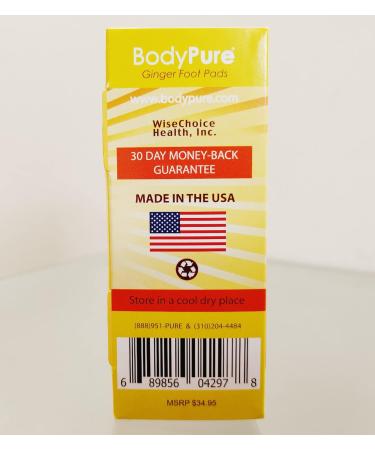 BodyPure®
Ginger Foot Pads
www.bodypure.com
WiseChoice
Health, Inc.
30 DAY MONEY-BACK
GUARANTEE
MADE IN THE USA
Store in a cool dry place
(888)951-PURE & (310)204-4484
6 89856 04297 8
MSRP $34.95